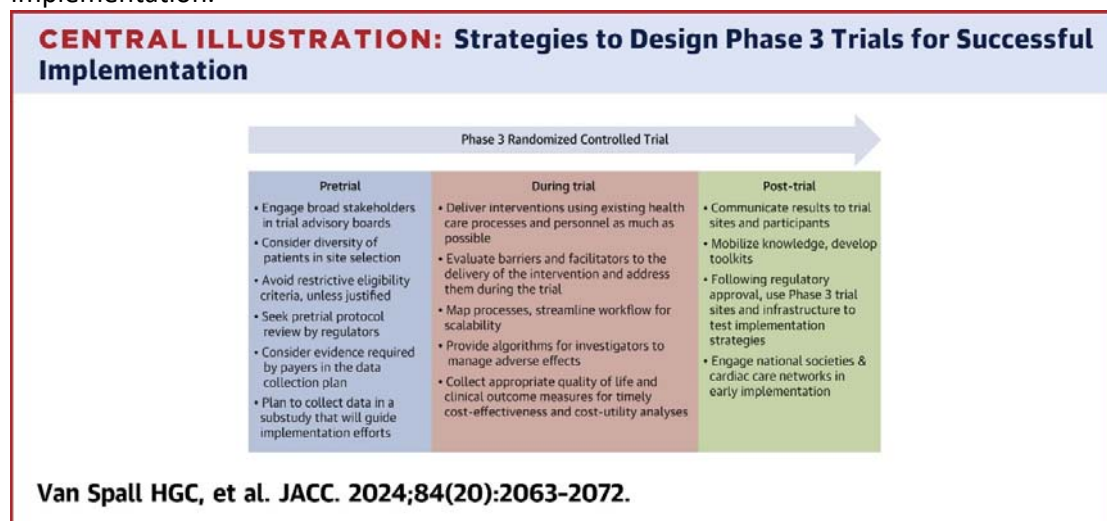 implementation.
CENTRAL ILLUSTRATION: Strategies to Design Phase 3 Trials for Successful
Implementation
Phase 3 Randomized Controlled Trial
Pretrial
• Engage broad stakeholders
in trial advisory boards
• Consider diversity of
patients in site selection
• Avoid restrictive eligibility
criteria, unless justified
• Seek pretrial protocol
review by regulators
• Consider evidence required
by payers in the data
collection plan
• Plan to collect data in a
substudy that will guide
implementation efforts
During trial
• Deliver interventions using existing health
care processes and personnel as much as
possible
• Evaluate barriers and facilitators to the
delivery of the intervention and address
them during the trial
• Map processes, streamline workflow for
scalability
• Provide algorithms for investigators to
manage adverse effects
• Collect appropriate quality of life and
clinical outcome measures for timely
cost-effectiveness and cost-utility analyses
Post-trial
• Communicate results to trial
sites and participants
• Mobilize knowledge, develop
toolkits
• Following regulatory
approval, use Phase 3 trial
sites and infrastructure to
test implementation
strategies
• Engage national societies &
cardiac care networks in
early implementation
Van Spall HGC, et al. JACC. 2024;84(20):2063–2072.